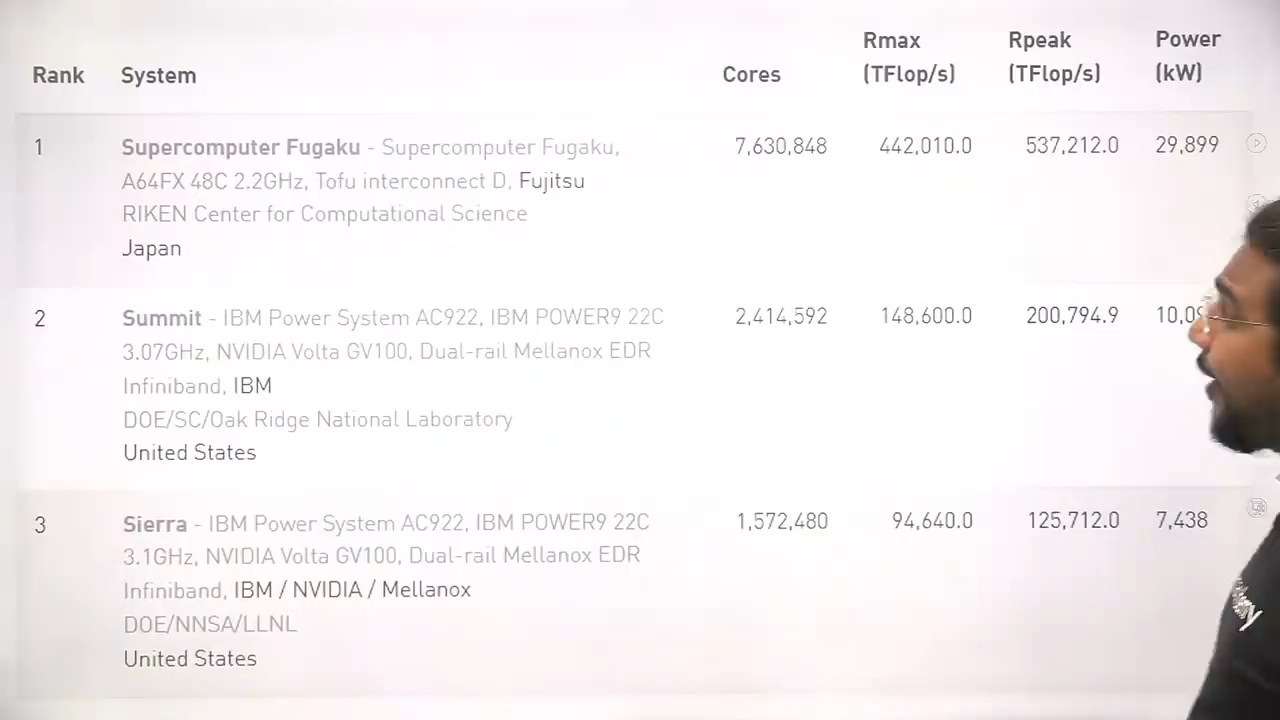 Rank System Cores Rmax (TFlop/s) Rpeak (TFlop/s) Power (kW)
1 Supercomputer Fugaku - Supercomputer Fugaku, 7,630,848 442,010.0 537,212.0 29,899
A64FX 48C 2.2GHz, Tofu interconnect D, Fujitsu
RIKEN Center for Computational Science
Japan
2 Summit - IBM Power System AC922, IBM POWER9 22C 2,414,592 148,600.0 200,794.9
3.07GHz, NVIDIA Volta GV100, Dual-rail Mellanox EDR
Infiniband, IBM
DOE/SC/Oak Ridge National Laboratory
United States
3 Sierra - IBM Power System AC922, IBM POWER9 22C 1,572,480 94,640.0 125,712.0 7,438
3.1GHz, NVIDIA Volta GV100, Dual-rail Mellanox EDR
Infiniband, IBM / NVIDIA / Mellanox
DOE/NNSA/LLNL
United States